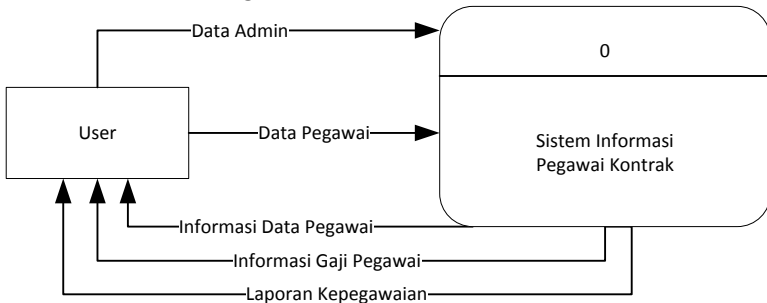 Data Admin
0
User
Data Pegawai
Sistem Informasi
Pegawai Kontrak
Informasi Data Pegawai
Informasi Gaji Pegawai
Laporan Kepegawaian